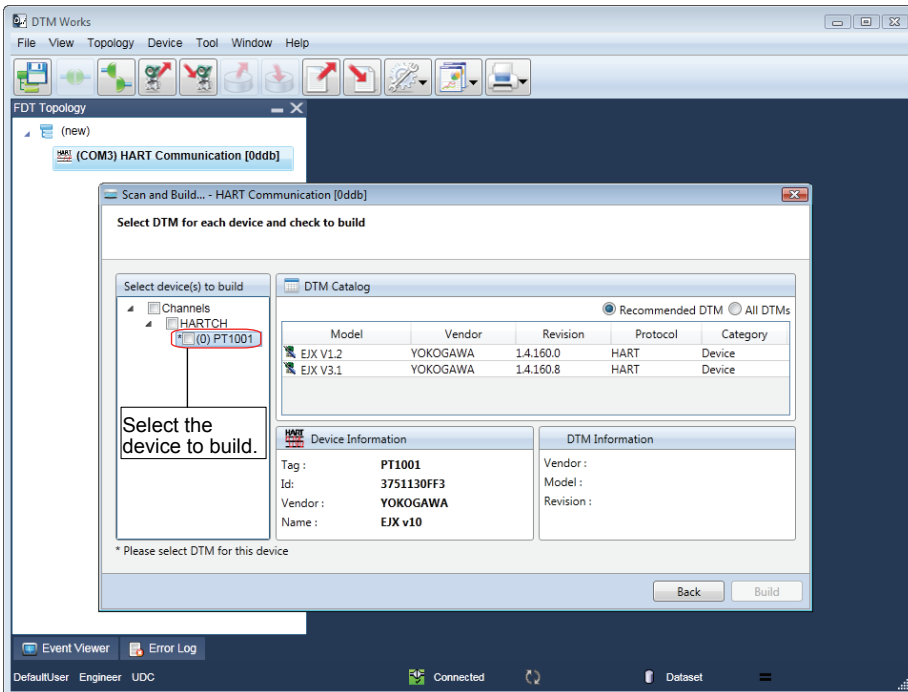 DTM Works
File View Topology Device Tool Window Help
FDT Topology
(new)
HART (COM3) HART Communication [0ddb]
Scan and Build... - HART Communication [0ddb]
Select DTM for each device and check to build
Select device(s) to build
Channels
HARTCH
*(0) PT1001
Select the
device to build.
* Please select DTM for this device
DTM Catalog
Recommended DTM All DTMs
Model Vendor Revision Protocol Category
EJX V1.2 YOKOGAWA 1.4.160.0 HART Device
EJX V3.1 YOKOGAWA 1.4.160.8 HART Device
HART Device Information
Tag : PT1001
Id: 3751130FF3
Vendor : YOKOGAWA
Name : EJX v10
DTM Information
Vendor :
Model :
Revision :
Back Build
Event Viewer Error Log
DefaultUser Engineer UDC Connected Dataset